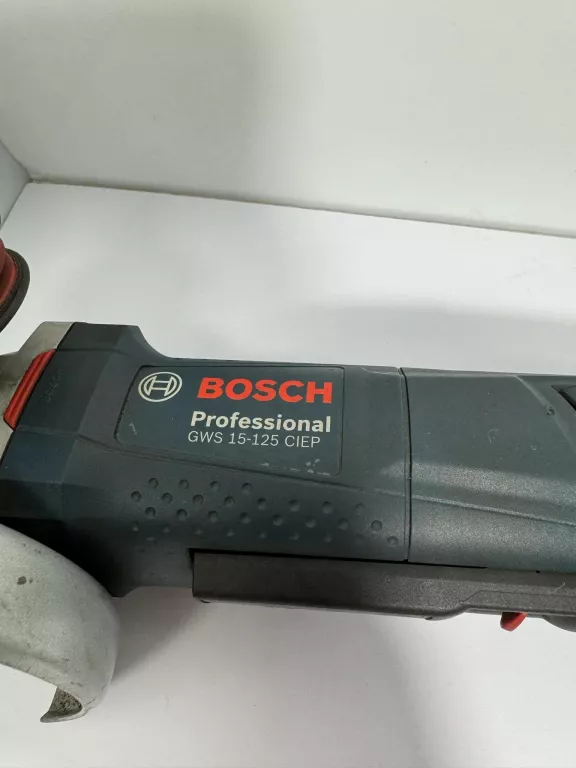 BOSCH
Professional
GWS 15-125 CIEP